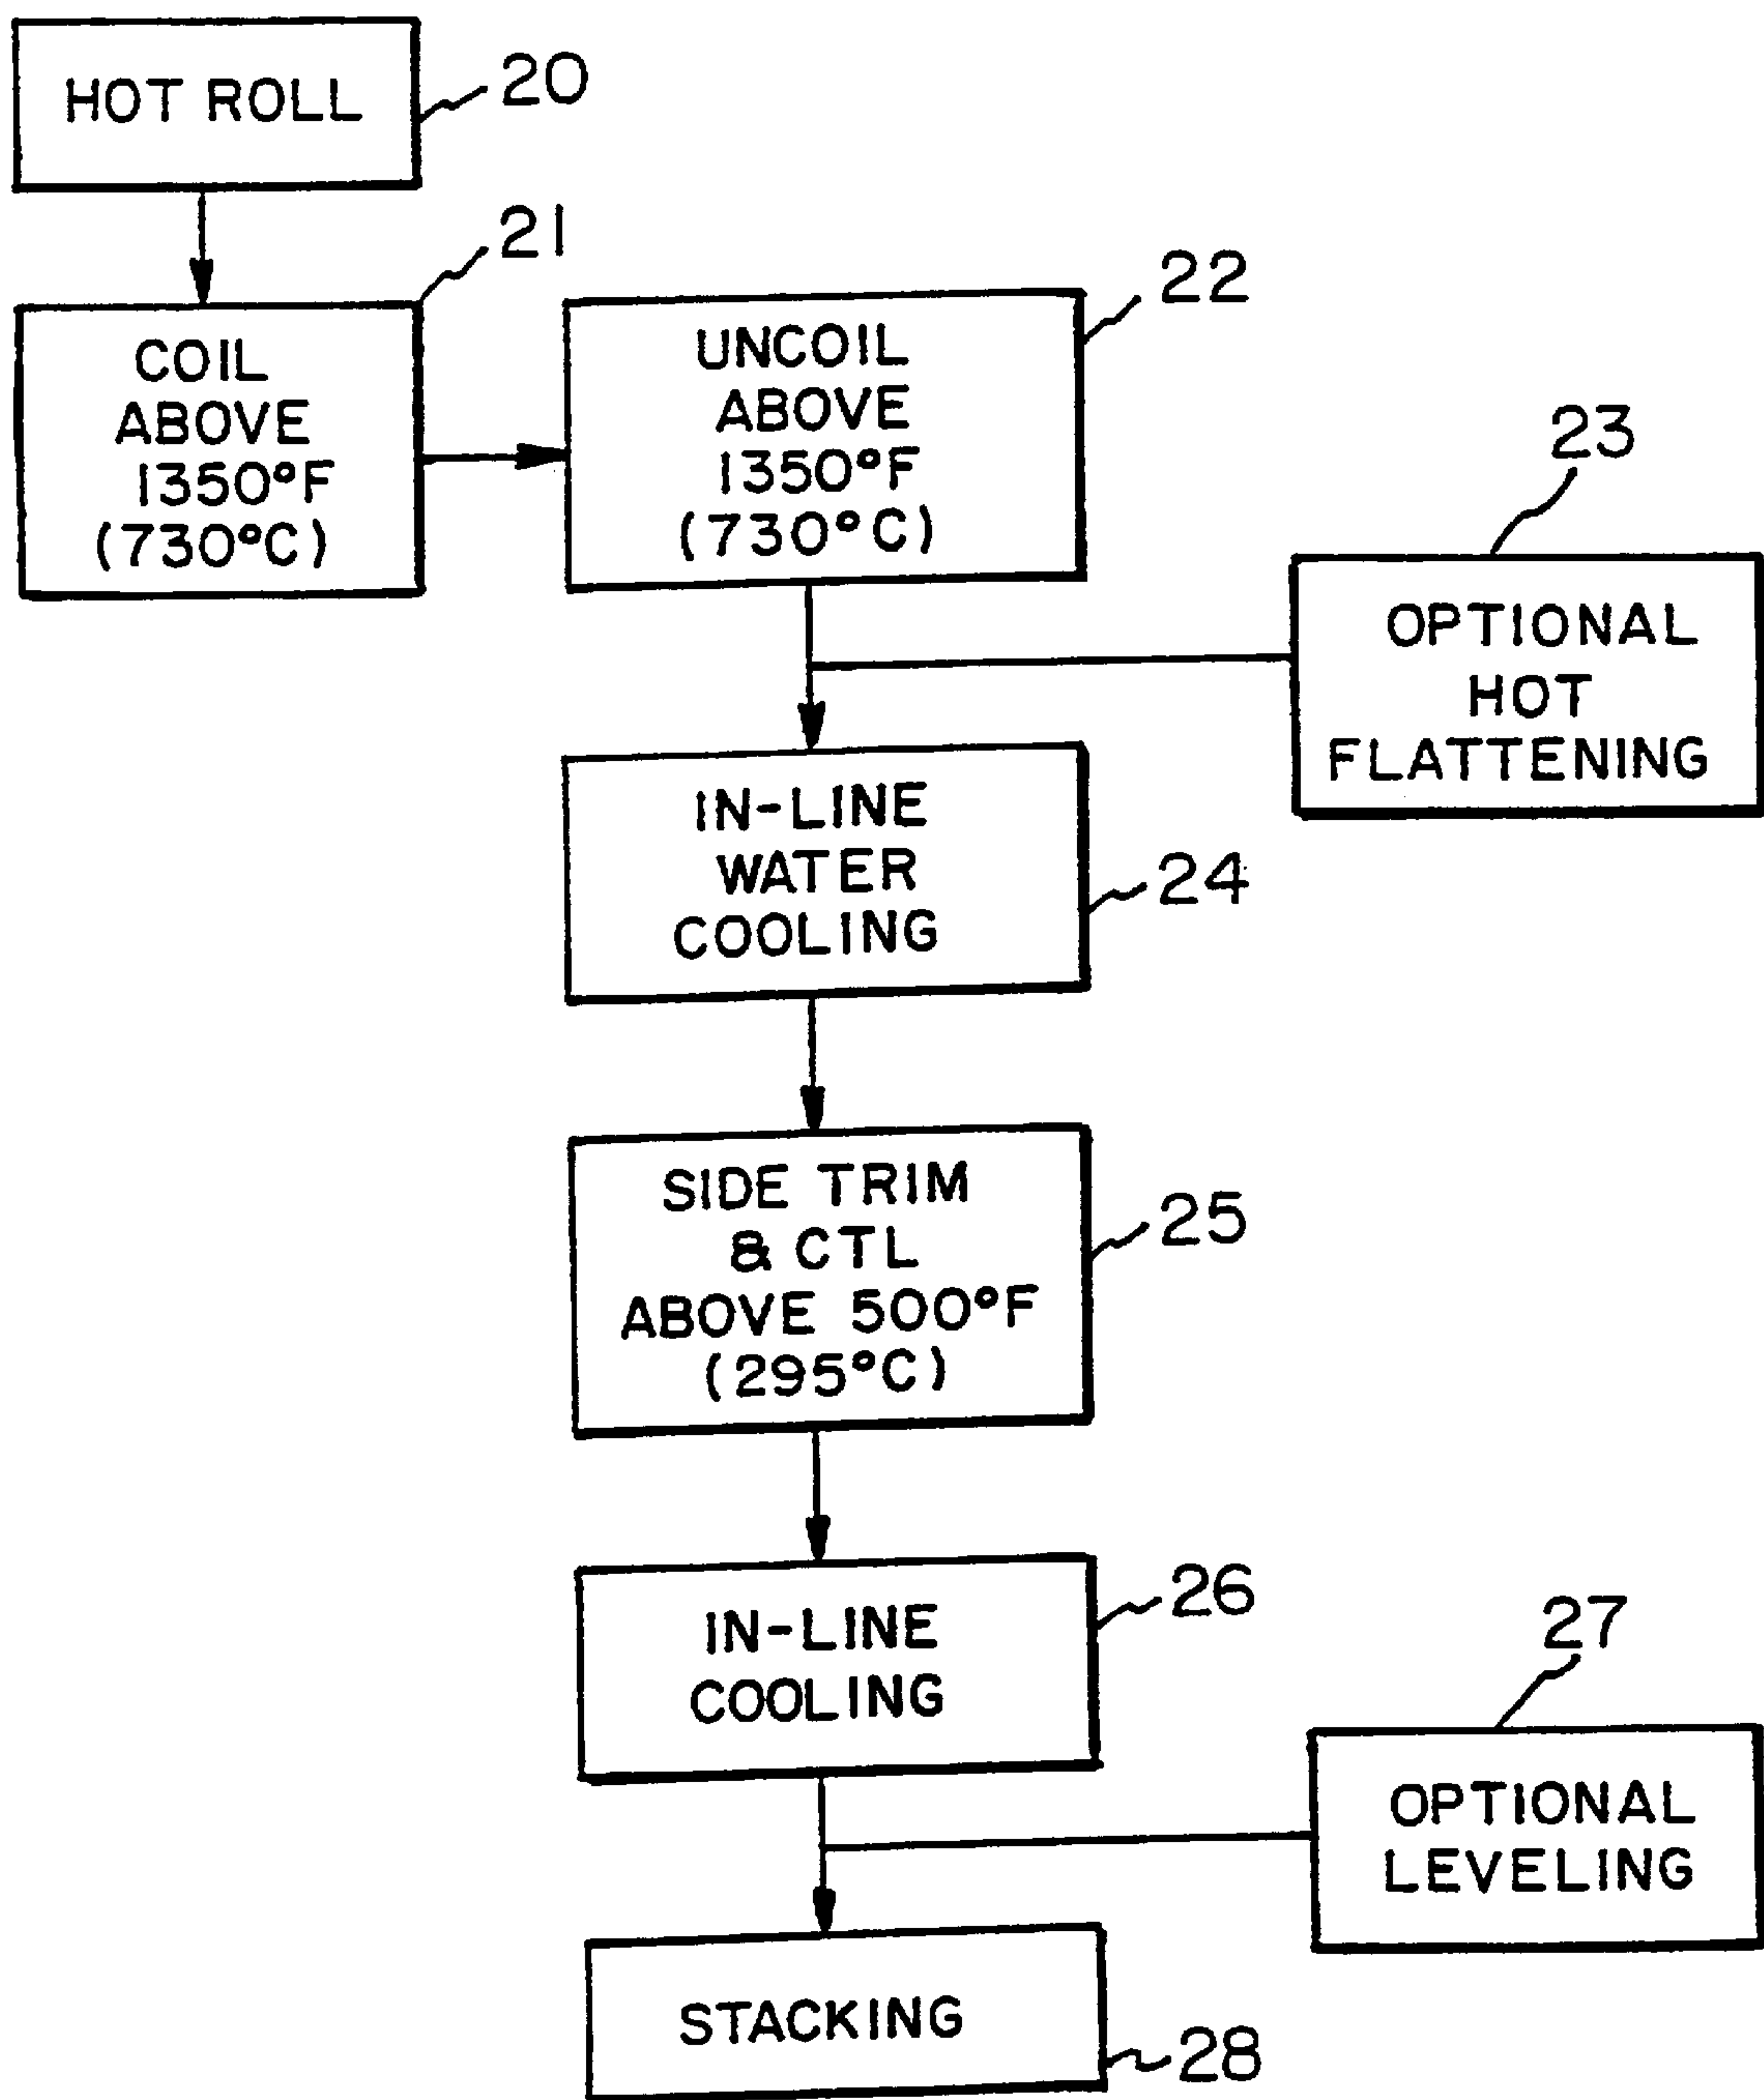 HOT ROLL
20
21
COIL
ABOVE
1350°F
(730°C)
22
UNCOIL
ABOVE
1350°F
(730°C)
23
OPTIONAL
HOT
FLATTENING
IN-LINE
WATER
COOLING
24
SIDE TRIM
& CTL
ABOVE 500°F
(295°C)
25
IN-LINE
COOLING
26
27
OPTIONAL
LEVELING
STACKING
28